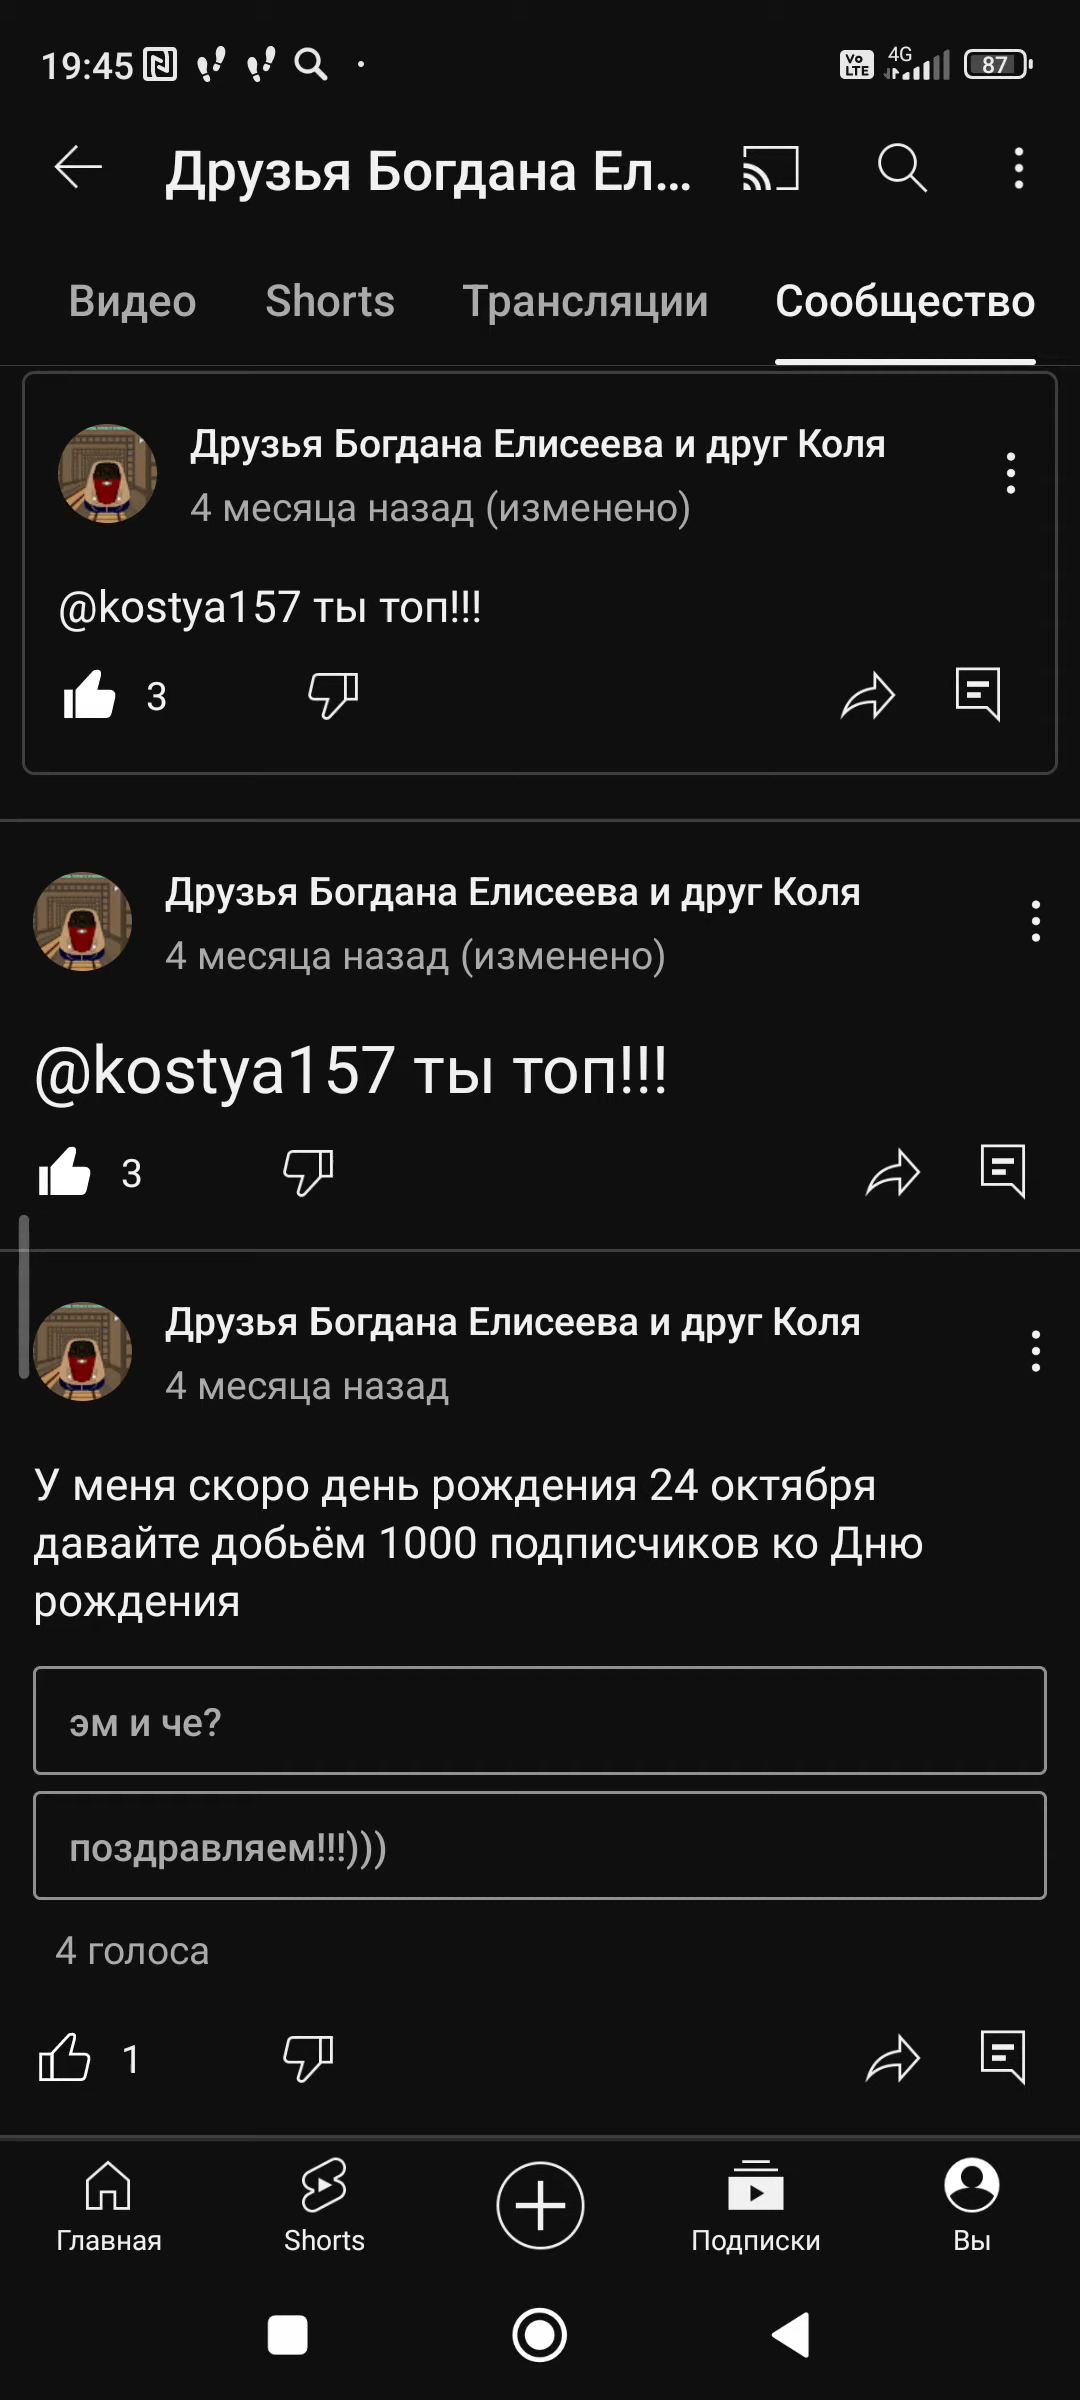 19:45
Vo LTE 4G 87
Друзья Богдана Ел...
Видео Shorts Трансляции Сообщество
Друзья Богдана Елисеева и друг Коля
4 месяца назад (изменено)
@kostya157 ты топ!!!
3
Друзья Богдана Елисеева и друг Коля
4 месяца назад (изменено)
@kostya157 ты топ!!!
3
Друзья Богдана Елисеева и друг Коля
4 месяца назад
У меня скоро день рождения 24 октября
давайте добьём 1000 подписчиков ко Дню
рождения
эм и че?
поздравляем!!!)))
4 голоса
1
Главная Shorts Подписки Вы